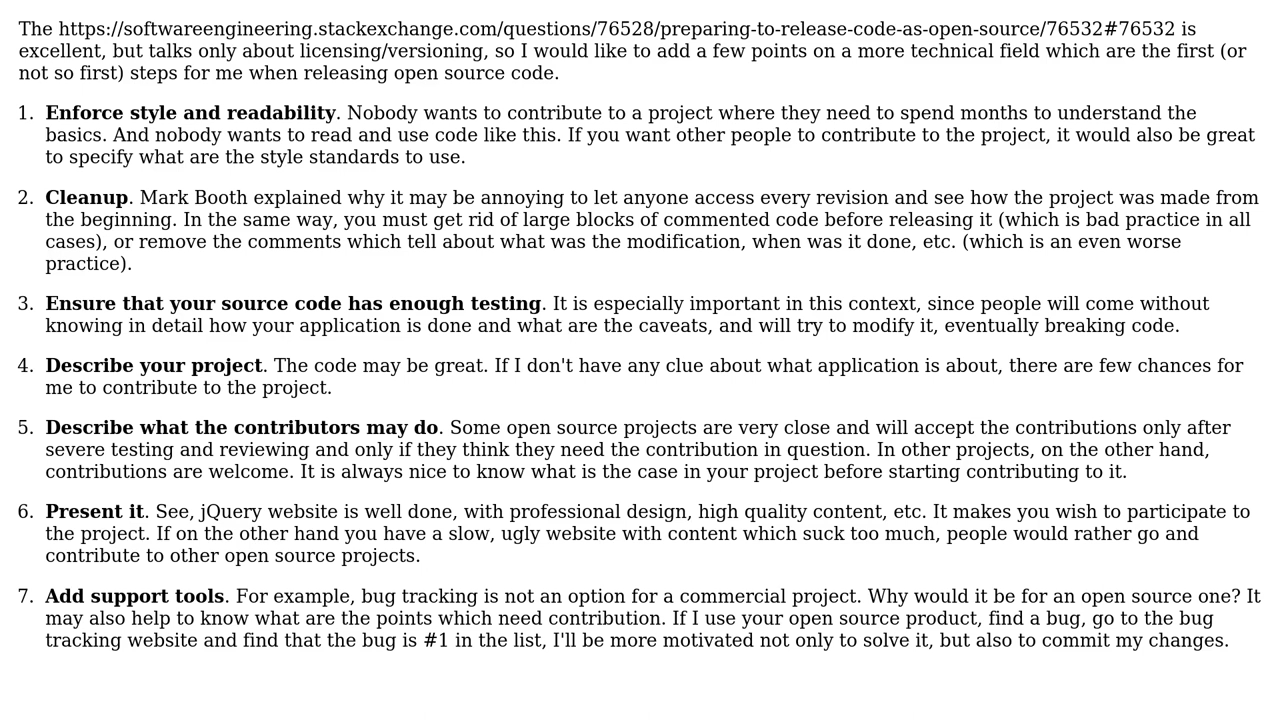 The https://softwareengineering.stackexchange.com/questions/76528/preparing-to-release-code-as-open-source/76532#76532 is
excellent, but talks only about licensing/versioning, so I would like to add a few points on a more technical field which are the first (or
not so first) steps for me when releasing open source code.
1. Enforce style and readability. Nobody wants to contribute to a project where they need to spend months to understand the
basics. And nobody wants to read and use code like this. If you want other people to contribute to the project, it would also be great
to specify what are the style standards to use.
2. Cleanup. Mark Booth explained why it may be annoying to let anyone access every revision and see how the project was made from
the beginning. In the same way, you must get rid of large blocks of commented code before releasing it (which is bad practice in all
cases), or remove the comments which tell about what was the modification, when was it done, etc. (which is an even worse
practice).
3. Ensure that your source code has enough testing. It is especially important in this context, since people will come without
knowing in detail how your application is done and what are the caveats, and will try to modify it, eventually breaking code.
4. Describe your project. The code may be great. If I don't have any clue about what application is about, there are few chances for
me to contribute to the project.
5. Describe what the contributors may do. Some open source projects are very close and will accept the contributions only after
severe testing and reviewing and only if they think they need the contribution in question. In other projects, on the other hand,
contributions are welcome. It is always nice to know what is the case in your project before starting contributing to it.
6. Present it. See, jQuery website is well done, with professional design, high quality content, etc. It makes you wish to participate to
the project. If on the other hand you have a slow, ugly website with content which suck too much, people would rather go and
contribute to other open source projects.
7. Add support tools. For example, bug tracking is not an option for a commercial project. Why would it be for an open source one? It
may also help to know what are the points which need contribution. If I use your open source product, find a bug, go to the bug
tracking website and find that the bug is #1 in the list, I'll be more motivated not only to solve it, but also to commit my changes.